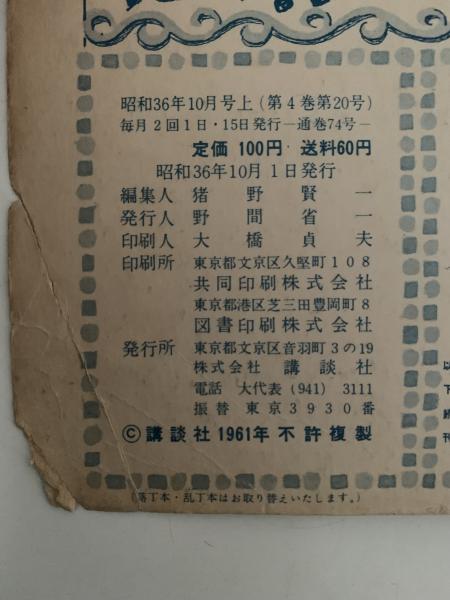 昭和36年10月号上(第4巻第20号)
毎月2回1日・15日発行—通巻74号—
定価 100円 送料60円
昭和36年10月1日発行
編集人 猪野賢一
発行人 野間省一
印刷人 大橋貞夫
印刷所 東京都文京区久堅町108
共同印刷株式会社
東京都港区芝三田豊岡町8
図書印刷株式会社
発行所 東京都文京区音羽町3の19
株式会社 講談社
電話 大代表(941) 3111
振替 東京3930番
©講談社1961年 不許複製
(落丁本・乱丁本はお取り替えいたします。)
以下続刊